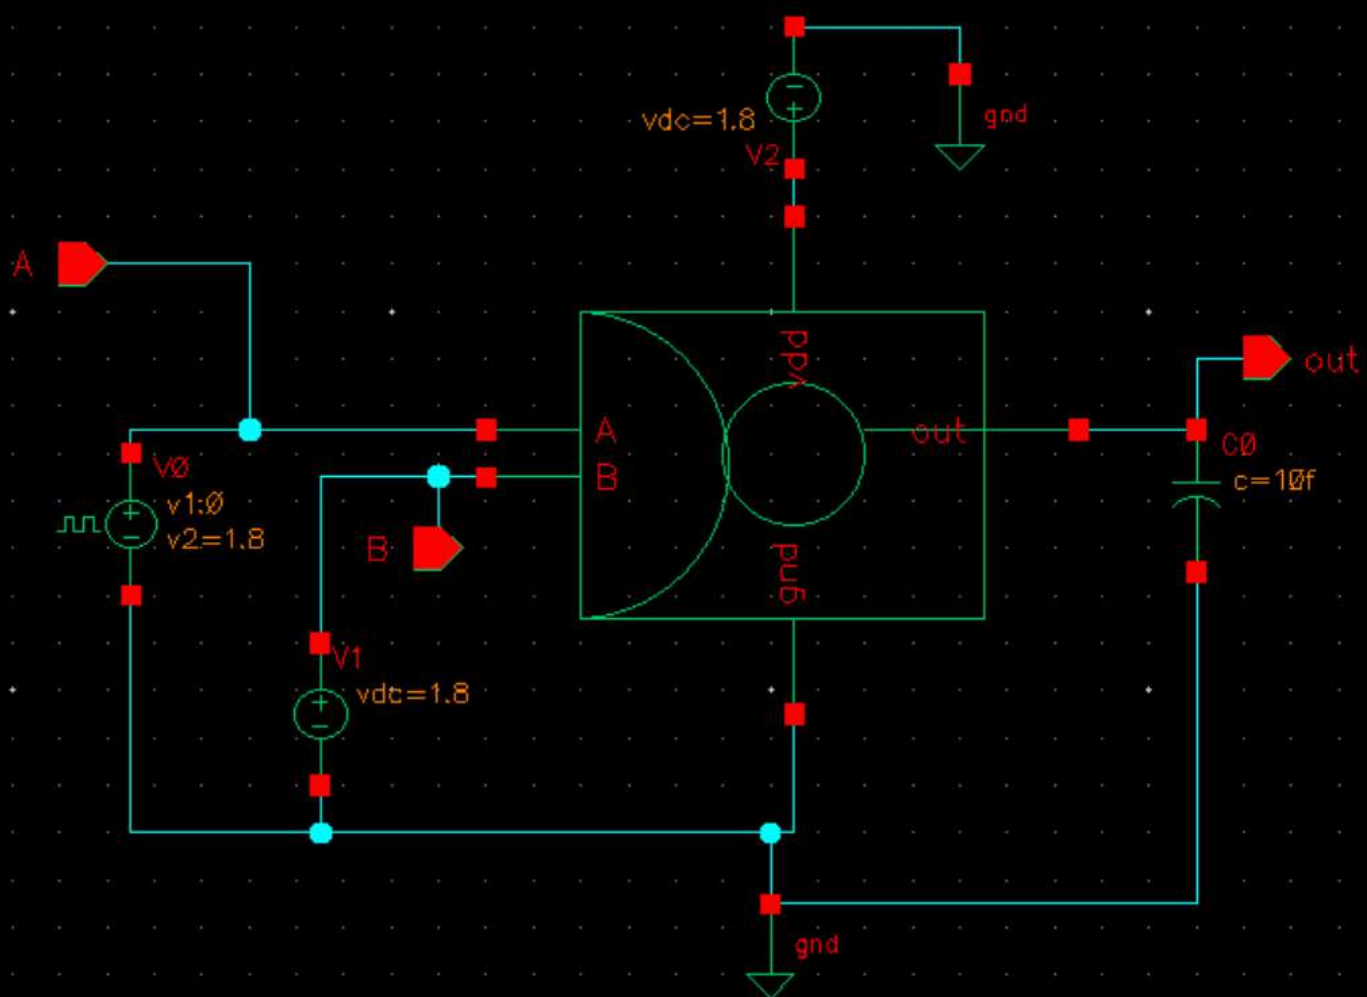 vdc=1.8
V2
gnd
A
vdd
out
A
out
C0
c=10f
V0
v1:0
v2=1.8
B
B
gnd
V1
vdc=1.8
gnd